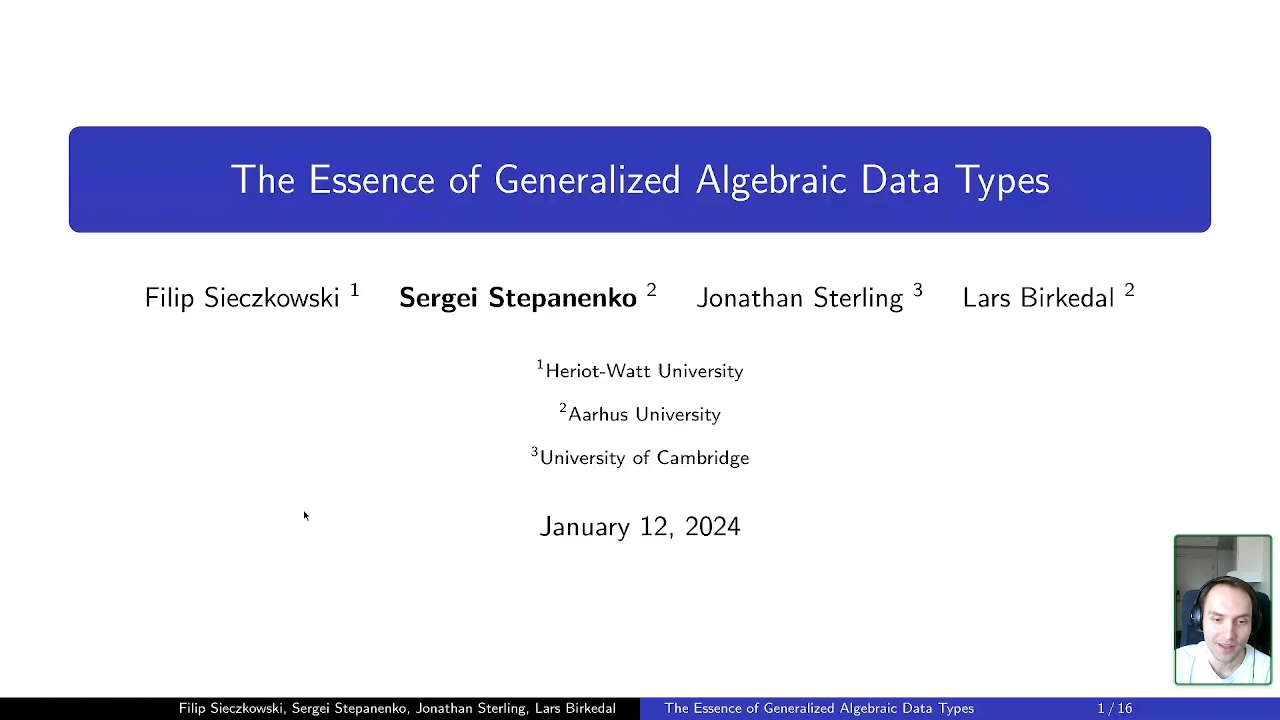 The Essence of Generalized Algebraic Data Types
Filip Sieczkowski ¹ Sergei Stepanenko ² Jonathan Sterling ³ Lars Birkedal ²
¹Heriot-Watt University
²Aarhus University
³University of Cambridge
January 12, 2024
Filip Sieczkowski, Sergei Stepanenko, Jonathan Sterling, Lars Birkedal The Essence of Generalized Algebraic Data Types 1 / 16